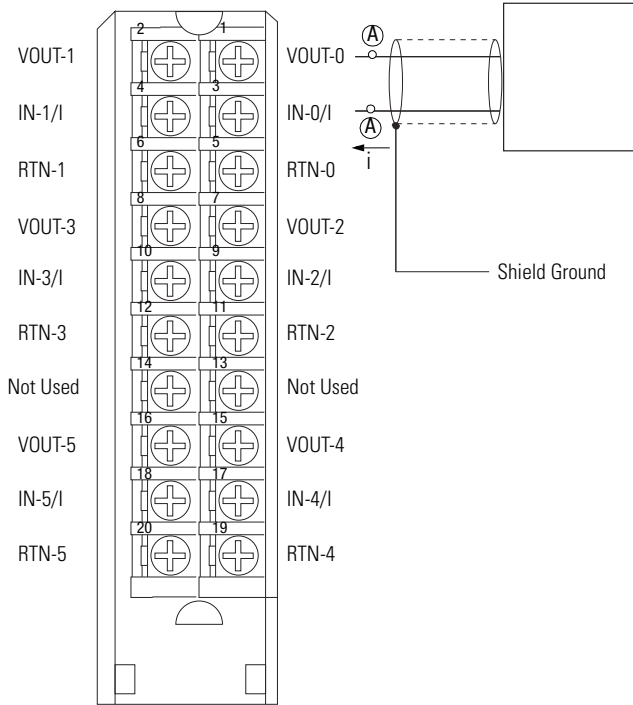 2 1
VOUT-1 VOUT-0 A
4 3
IN-1/I IN-0/I A
6 5
i
RTN-1 RTN-0
8 7
VOUT-3 VOUT-2
10 9
IN-3/I IN-2/I Shield Ground
12 11
RTN-3 RTN-2
14 13
Not Used Not Used
16 15
VOUT-5 VOUT-4
18 17
IN-5/I IN-4/I
20 19
RTN-5 RTN-4